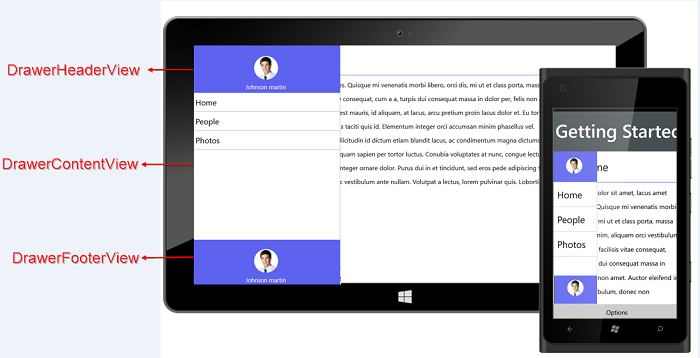 DrawerHeaderView
DrawerContentView
DrawerFooterView
Johnson martin
Home
People
Photos
Johnson martin
es. Quisque mi venenatis morbi libero, orci dis, mi ut et class porta, mass
consequat, cum a a, turpis dui consequat massa in dolor per, felis non
est mauris, id aliquam, at lacus, arcu pretium proin lacus dolor et. Eu tor
s taciti quis id. Elementum integer orci accumsan minim phasellus vel.
llicitudin id dictum etiam blandit lacus, ac condimentum magna dictums
quam sapien per tortor luctus. Conubia voluptates at nunc, congue lectu
nteger ornare dolor. Purus dui in et tincidunt, sed eros pede adipiscing
c vestibulum ante nullam. Volutpat a lectus, lorem pulvinar quis. Loborti
Getting Started
me
Home
People
Photos
olor sit amet, lacus amet
Quisque mi venenatis morbi
mi ut et class porta, massa
nim, aliquam orci vestibulum
facilisis vitae consequat,
dui consequat massa in
non amet. Auctor eleifend in
bulum, donec non
Options